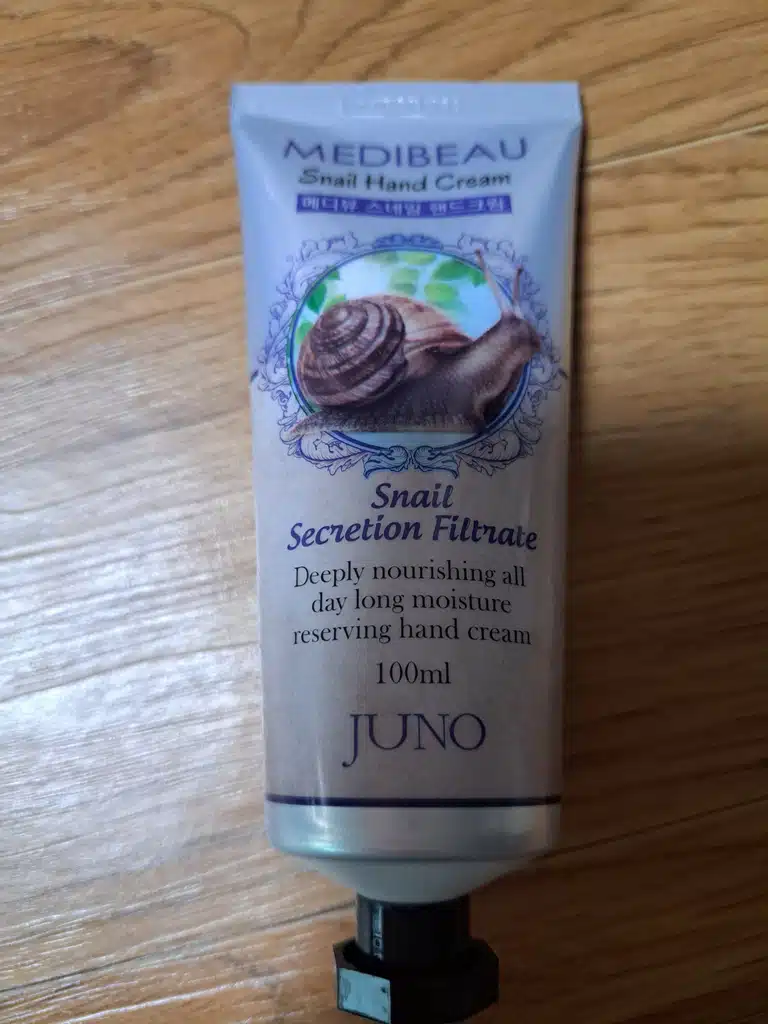 MEDIBEAU
Snail Hand Cream
메디뷰 스네일 핸드크림
Snail
Secretion Filtrate
Deeply nourishing all
day long moisture
reserving hand cream
100ml
JUNO